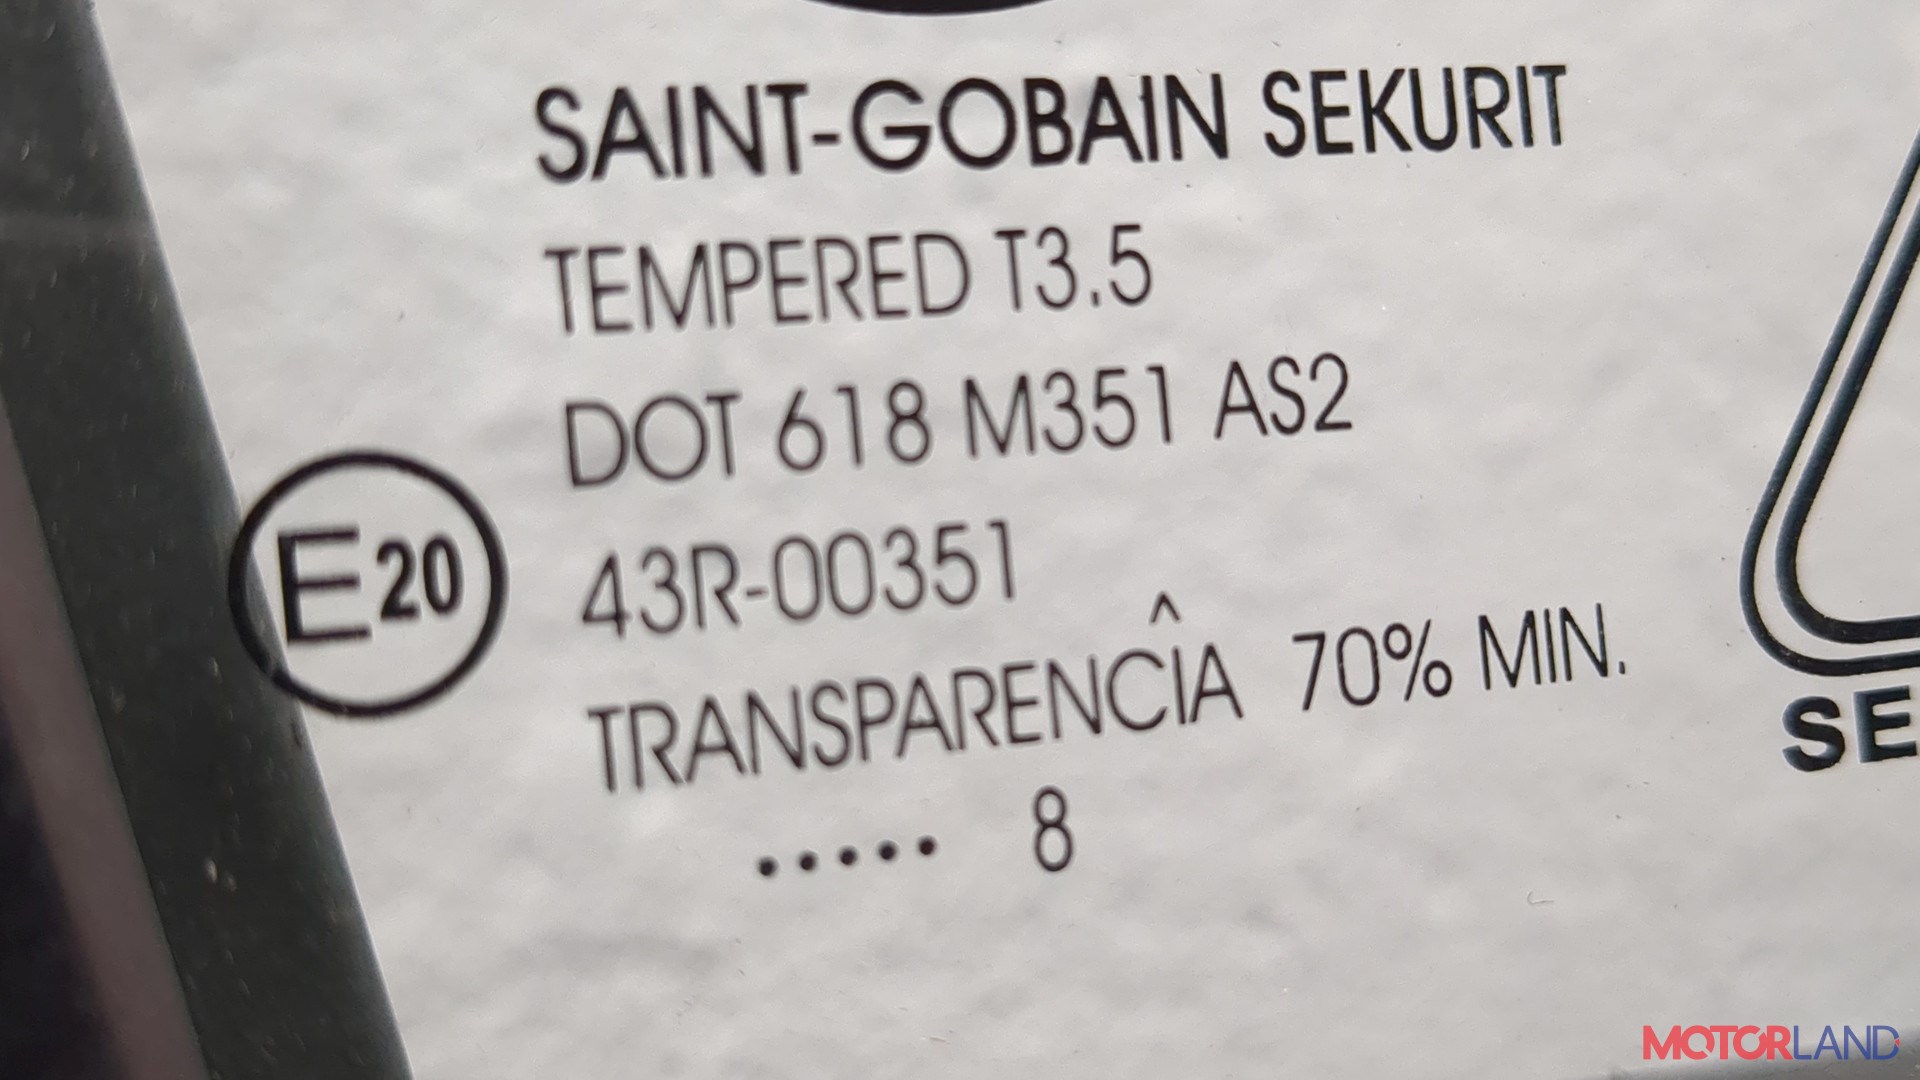 SAINT-GOBAIN SEKURIT
TEMPERED T3.5
DOT 618 M351 AS2
E20
43R-00351
^
TRANSPARENCÎA 70% MIN.
..... 8
SE
MOTORLAND